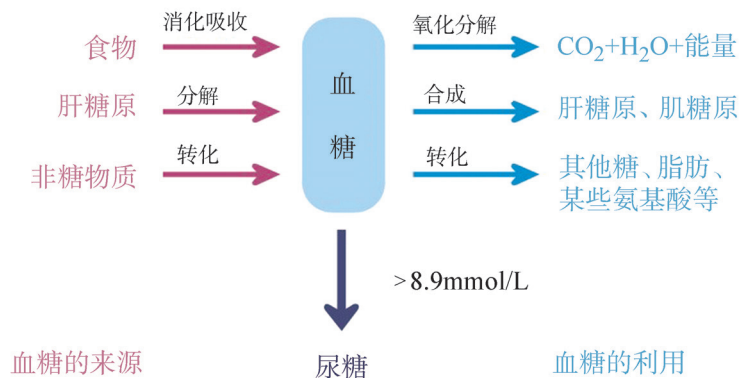 食物 消化吸收 氧化分解 CO₂+H₂O+能量
肝糖原 分解 血 合成 肝糖原、肌糖原
非糖物质 转化 糖 转化 其他糖、脂肪、
某些氨基酸等
>8.9mmol/L
血糖的来源 尿糖 血糖的利用